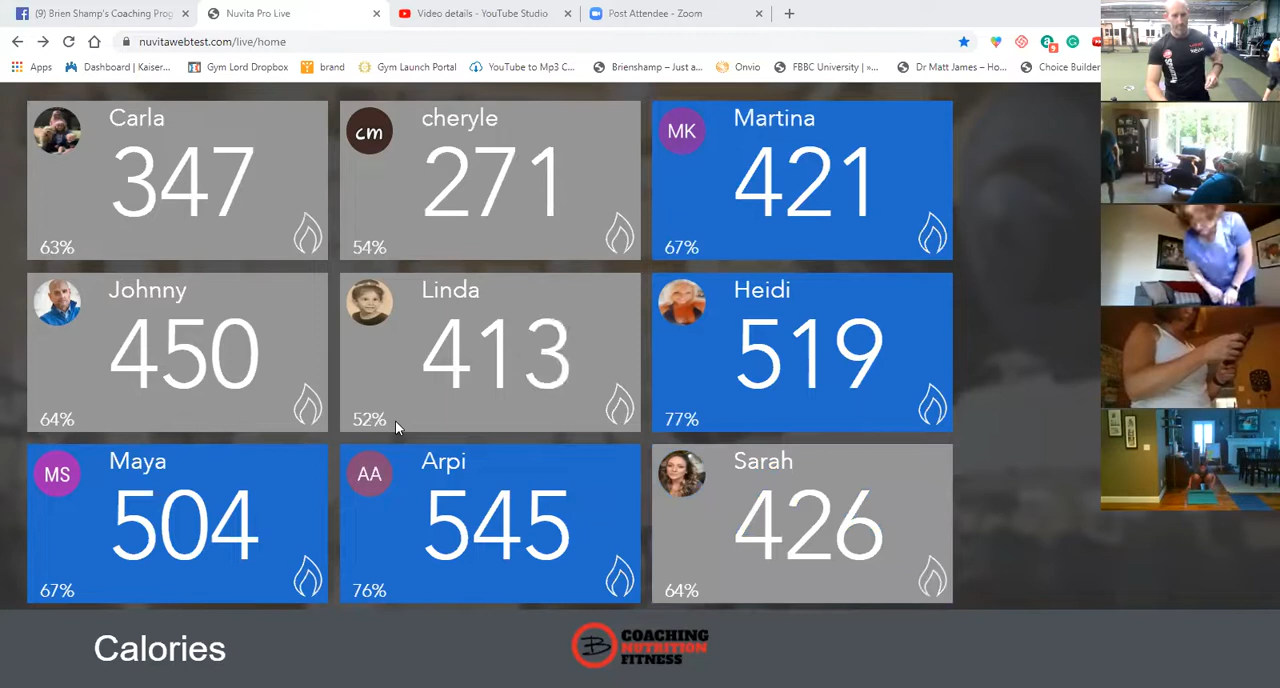 (9) Brien Shamp's Coaching Prog
Nuvita Pro Live
Video details - YouTube Studio
Post Attendee - Zoom
nuvitawebtest.com/live/home
Apps
Dashboard | Kaiser...
Gym Lord Dropbox
brand
Gym Launch Portal
Brienshamp – Just a...
Onvio
FBBC University | »...
Dr Matt James – Ho...
Choice Builder
Carla
347
63%
cm
cheryle
271
54%
MK
Martina
421
67%
Johnny
450
64%
Linda
413
52%
Heidi
519
77%
MS
Maya
504
67%
AA
Arpi
545
76%
Sarah
426
64%
Calories
B
COACHING
NUTRITION
FITNESS